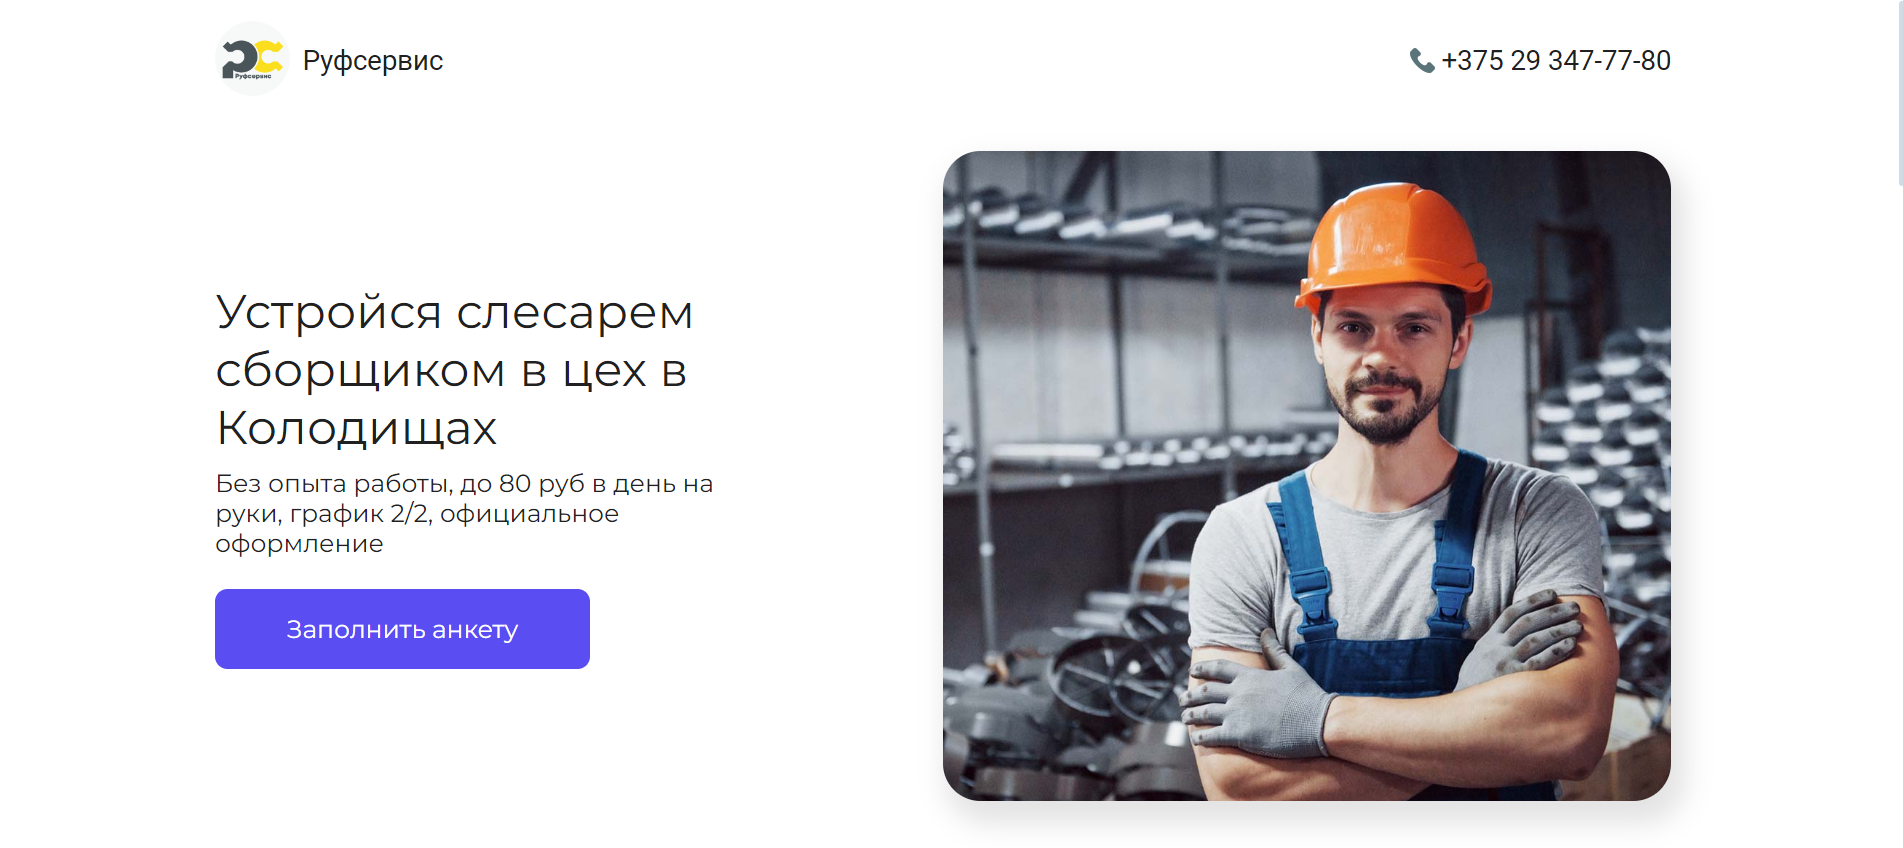 Руфсервис
Руфсервис
+375 29 347-77-80
Устройся слесарем
сборщиком в цех в
Колодищах
Без опыта работы, до 80 руб в день на
руки, график 2/2, официальное
оформление
Заполнить анкету